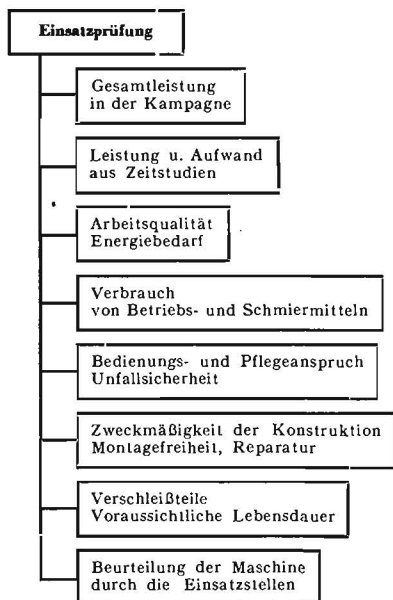 Einsatzprüfung
Gesamtleistung
in der Kampagne
Leistung u. Aufwand
aus Zeitstudien
Arbeitsqualität
Energiebedarf
Verbrauch
von Betriebs- und Schmiermitteln
Bedienungs- und Pflegeanspruch
Unfallsicherheit
Zweckmäßigkeit der Konstruktion
Montagefreiheit, Reparatur
Verschleißteile
Voraussichtliche Lebensdauer
Beurteilung der Maschine
durch die Einsatzstellen